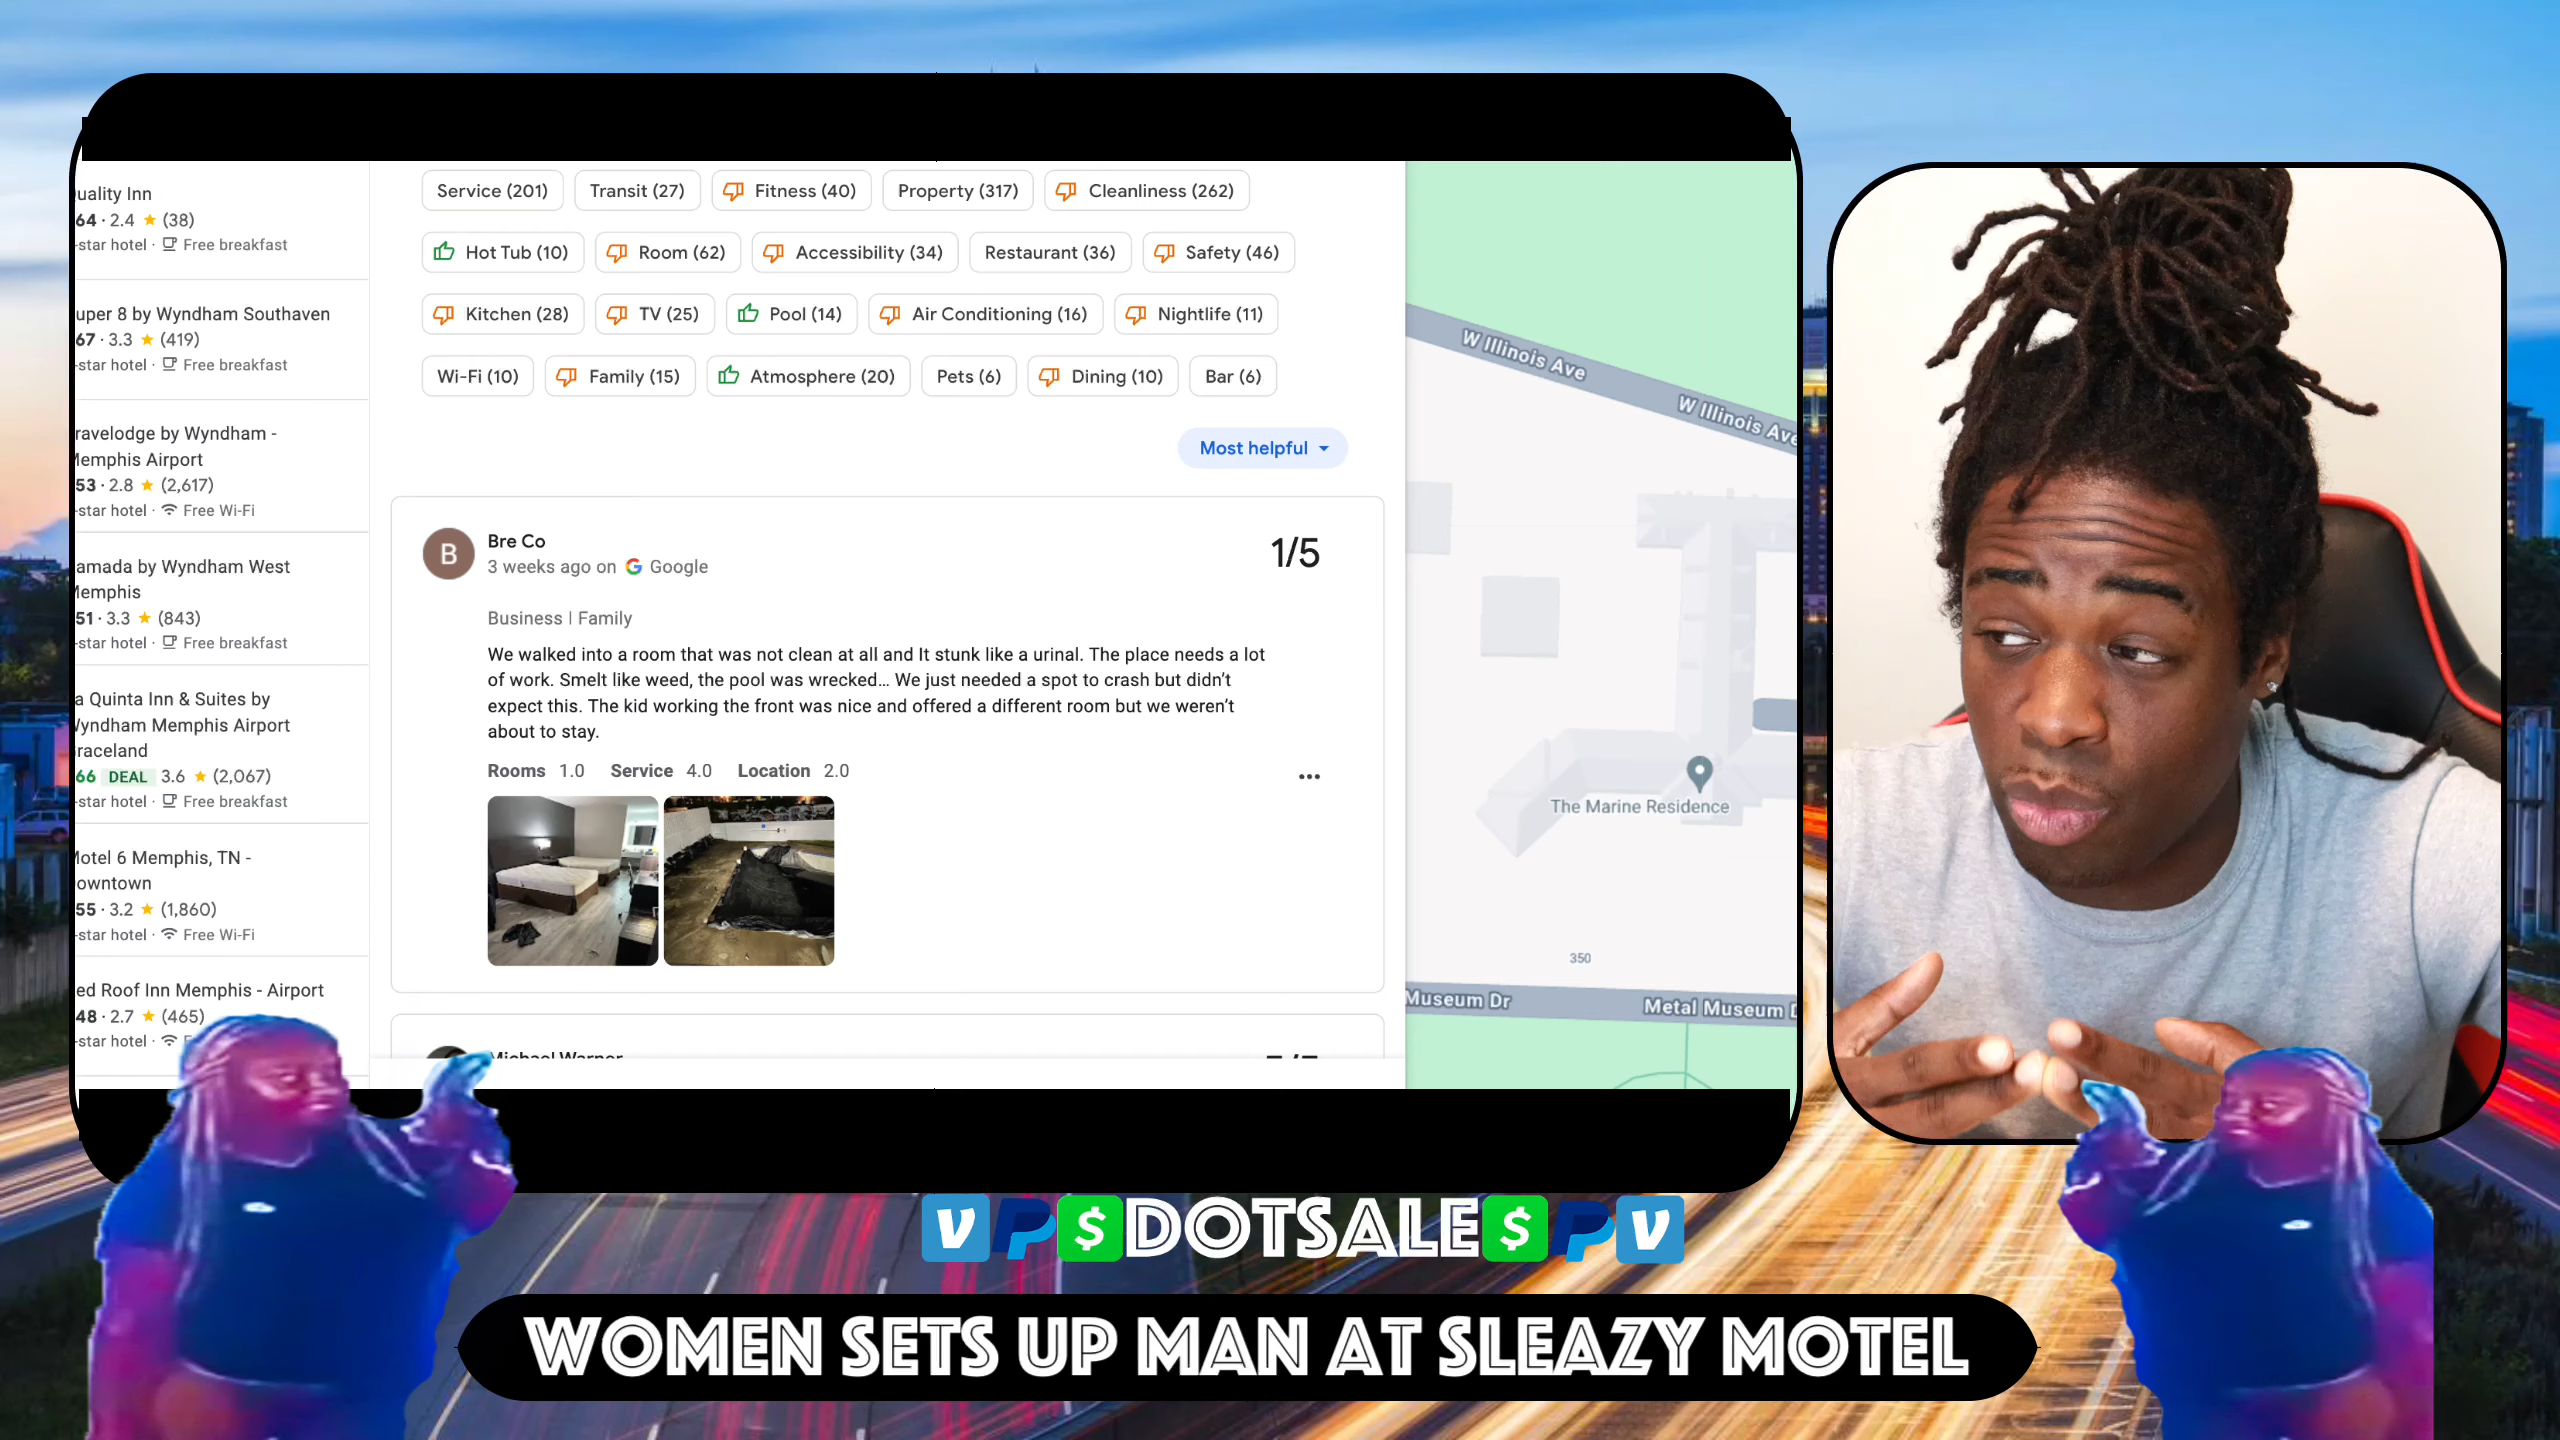 uality Inn
64 · 2.4 ★ (38)
-star hotel · Free breakfast
uper 8 by Wyndham Southaven
67 · 3.3 ★ (419)
-star hotel · Free breakfast
ravelodge by Wyndham -
Memphis Airport
53 · 2.8 ★ (2,617)
-star hotel · Free Wi-Fi
amada by Wyndham West
Memphis
51 · 3.3 ★ (843)
-star hotel · Free breakfast
a Quinta Inn & Suites by
Wyndham Memphis Airport
raceland
66 DEAL 3.6 ★ (2,067)
-star hotel · Free breakfast
Motel 6 Memphis, TN -
owntown
55 · 3.2 ★ (1,860)
-star hotel · Free Wi-Fi
ed Roof Inn Memphis - Airport
48 · 2.7 ★ (465)
-star hotel ·
Service (201) Transit (27) Fitness (40) Property (317) Cleanliness (262)
Hot Tub (10) Room (62) Accessibility (34) Restaurant (36) Safety (46)
Kitchen (28) TV (25) Pool (14) Air Conditioning (16) Nightlife (11)
Wi-Fi (10) Family (15) Atmosphere (20) Pets (6) Dining (10) Bar (6)
Most helpful
B
Bre Co
1/5
3 weeks ago on G Google
Business | Family
We walked into a room that was not clean at all and It stunk like a urinal. The place needs a lot
of work. Smelt like weed, the pool was wrecked... We just needed a spot to crash but didn't
expect this. The kid working the front was nice and offered a different room but we weren't
about to stay.
Rooms 1.0 Service 4.0 Location 2.0
Michael Warner
W Illinois Ave
W Illinois Ave
The Marine Residence
350
Museum Dr
Metal Museum D
V P $ DOTSALE $ P V
WOMEN SETS UP MAN AT SLEAZY MOTEL